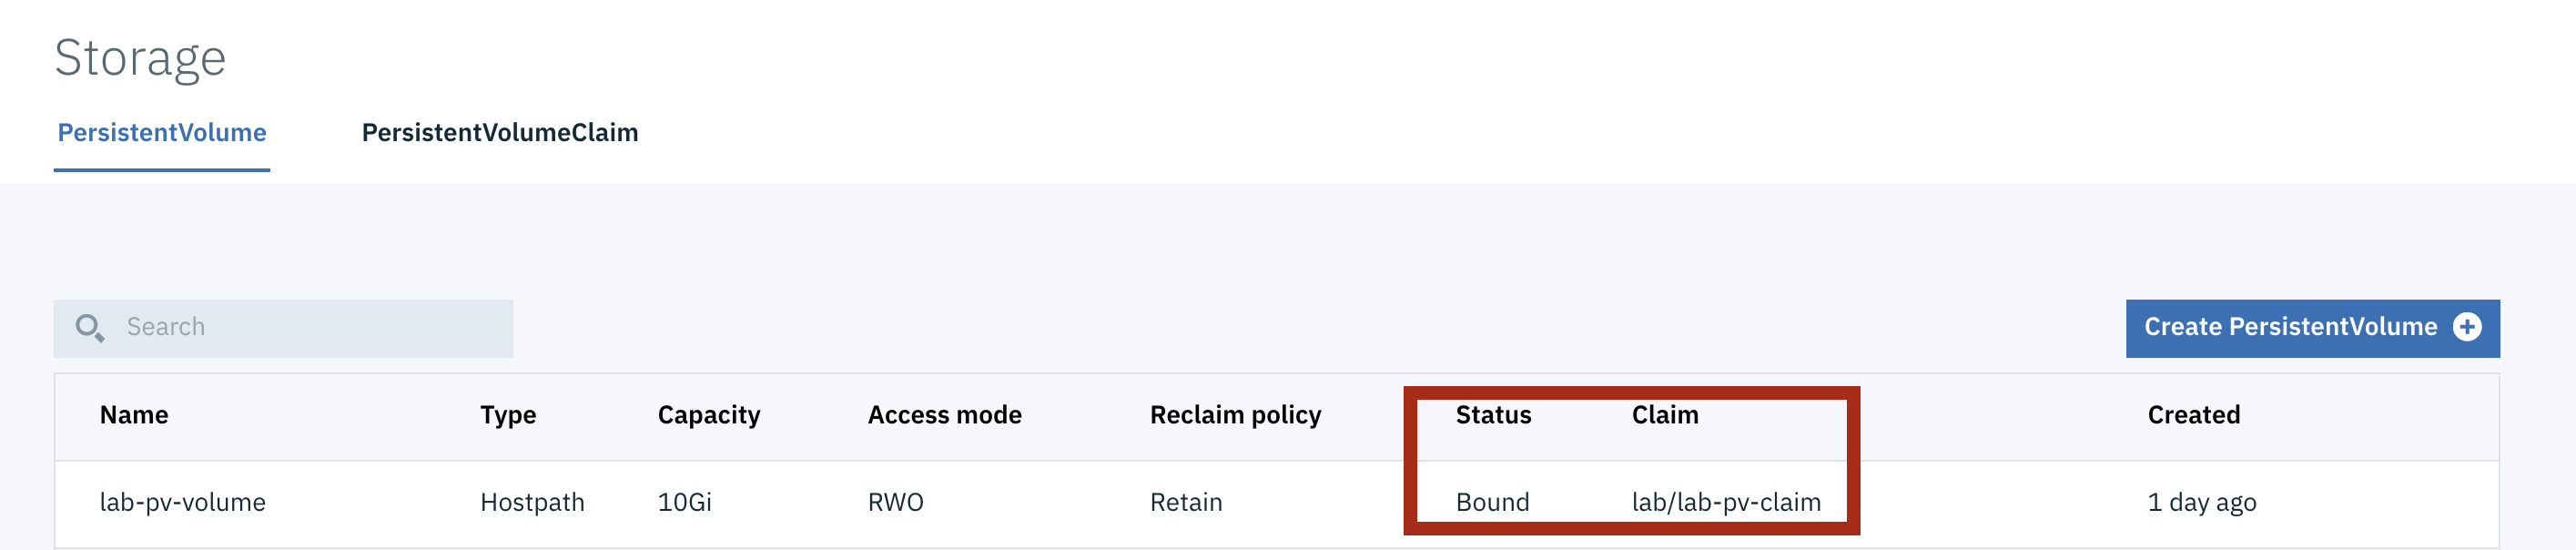 Storage
PersistentVolume PersistentVolumeClaim
Search Create PersistentVolume
Name Type Capacity Access mode Reclaim policy Status Claim Created
lab-pv-volume Hostpath 10Gi RWO Retain Bound lab/lab-pv-claim 1 day ago